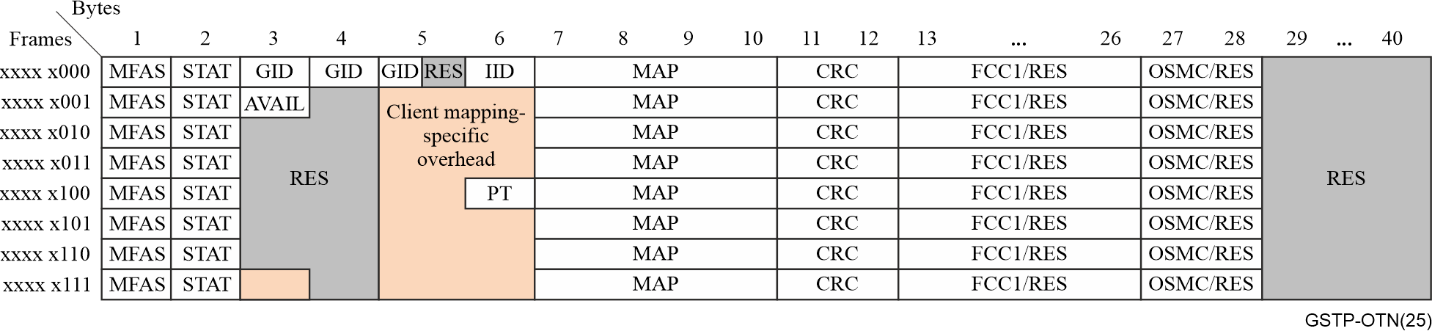 Bytes
Frames 1 2 3 4 5 6 7 8 9 10 11 12 13 ... 26 27 28 29 ... 40
xxxx x000 MFAS STAT GID GID GID RES IID MAP CRC FCC1/RES OSMC/RES
xxxx x001 MFAS STAT AVAIL Client mapping- MAP CRC FCC1/RES OSMC/RES
specific
xxxx x010 MFAS STAT MAP CRC FCC1/RES OSMC/RES
overhead
xxxx x011 MFAS STAT MAP CRC FCC1/RES OSMC/RES
RES RES
xxxx x100 MFAS STAT PT MAP CRC FCC1/RES OSMC/RES
xxxx x101 MFAS STAT MAP CRC FCC1/RES OSMC/RES
xxxx x110 MFAS STAT MAP CRC FCC1/RES OSMC/RES
xxxx x111 MFAS STAT MAP CRC FCC1/RES OSMC/RES
GSTP-OTN(25)